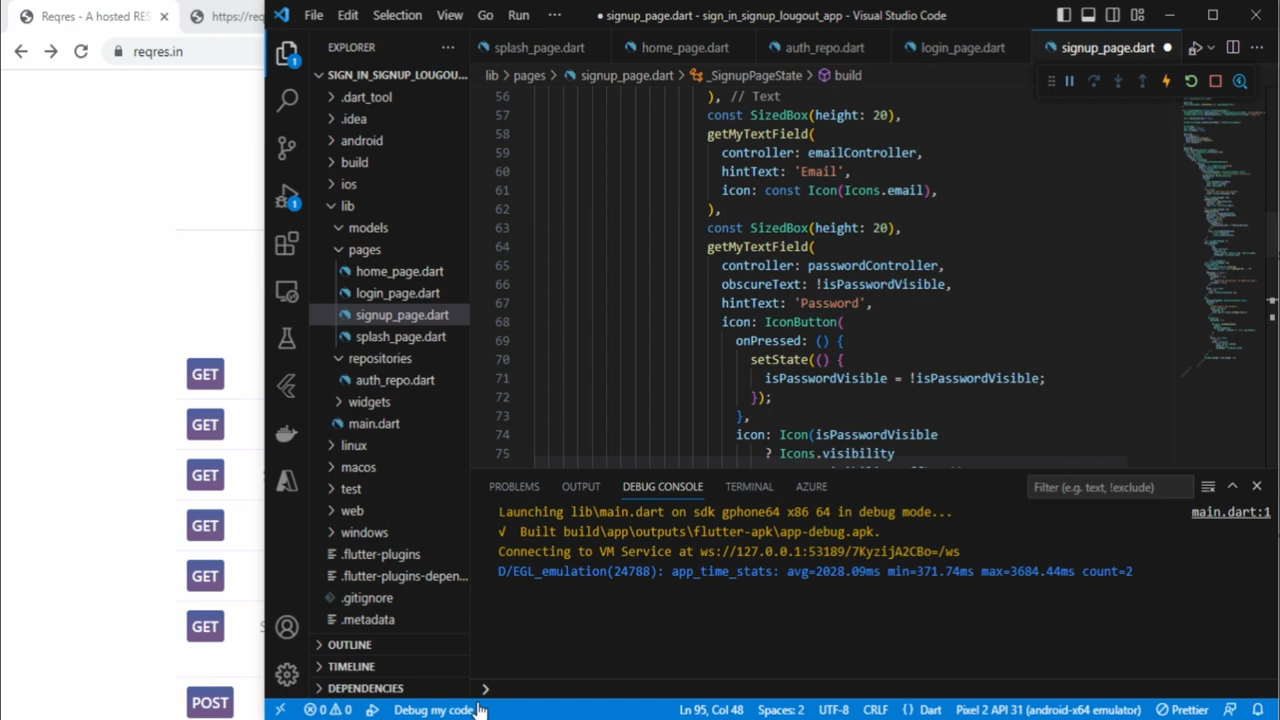 Reqres - A hosted RES
https://req
reqres.in
GET
GET
GET
GET
GET
GET
POST
File Edit Selection View Go Run ···
● signup_page.dart - sign_in_signup_lougout_app - Visual Studio Code
EXPLORER
SIGN_IN_SIGNUP_LOUGOU...
.dart_tool
.idea
android
build
ios
lib
models
pages
home_page.dart
login_page.dart
signup_page.dart
splash_page.dart
repositories
auth_repo.dart
widgets
main.dart
linux
macos
test
web
windows
.flutter-plugins
.flutter-plugins-depen...
.gitignore
.metadata
OUTLINE
TIMELINE
DEPENDENCIES
splash_page.dart home_page.dart auth_repo.dart login_page.dart signup_page.dart
lib > pages > signup_page.dart > _SignupPageState > build
56 ), // Text
57 const SizedBox(height: 20),
58 getMyTextField(
59 controller: emailController,
60 hintText: 'Email',
61 icon: const Icon(Icons.email),
62 ),
63 const SizedBox(height: 20),
64 getMyTextField(
65 controller: passwordController,
66 obscureText: !isPasswordVisible,
67 hintText: 'Password',
68 icon: IconButton(
69 onPressed: () {
70 setState(() {
71 isPasswordVisible = !isPasswordVisible;
72 });
73 },
74 icon: Icon(isPasswordVisible
75 ? Icons.visibility
PROBLEMS OUTPUT DEBUG CONSOLE TERMINAL AZURE
Filter (e.g. text, !exclude)
Launching lib\main.dart on sdk gphone64 x86 64 in debug mode...
main.dart:1
√ Built build\app\outputs\flutter-apk\app-debug.apk.
Connecting to VM Service at ws://127.0.0.1:53189/7KyzijA2CBo=/ws
D/EGL_emulation(24788): app_time_stats: avg=2028.09ms min=371.74ms max=3684.44ms count=2
0 0 Debug my code Ln 95, Col 48 Spaces: 2 UTF-8 CRLF {} Dart Pixel 2 API 31 (android-x64 emulator) Prettier